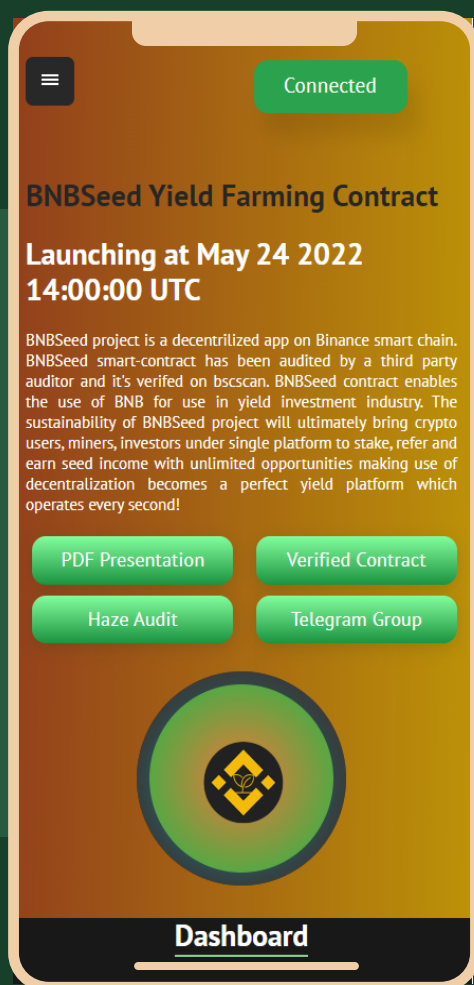 Connected
BNBSeed Yield Farming Contract
Launching at May 24 2022
14:00:00 UTC
BNBSeed project is a decentrilized app on Binance smart chain.
BNBSeed smart-contract has been audited by a third party
auditor and it's verifed on bscscan. BNBSeed contract enables
the use of BNB for use in yield investment industry. The
sustainability of BNBSeed project will ultimately bring crypto
users, miners, investors under single platform to stake, refer and
earn seed income with unlimited opportunities making use of
decentralization becomes a perfect yield platform which
operates every second!
PDF Presentation
Verified Contract
Haze Audit
Telegram Group
Dashboard